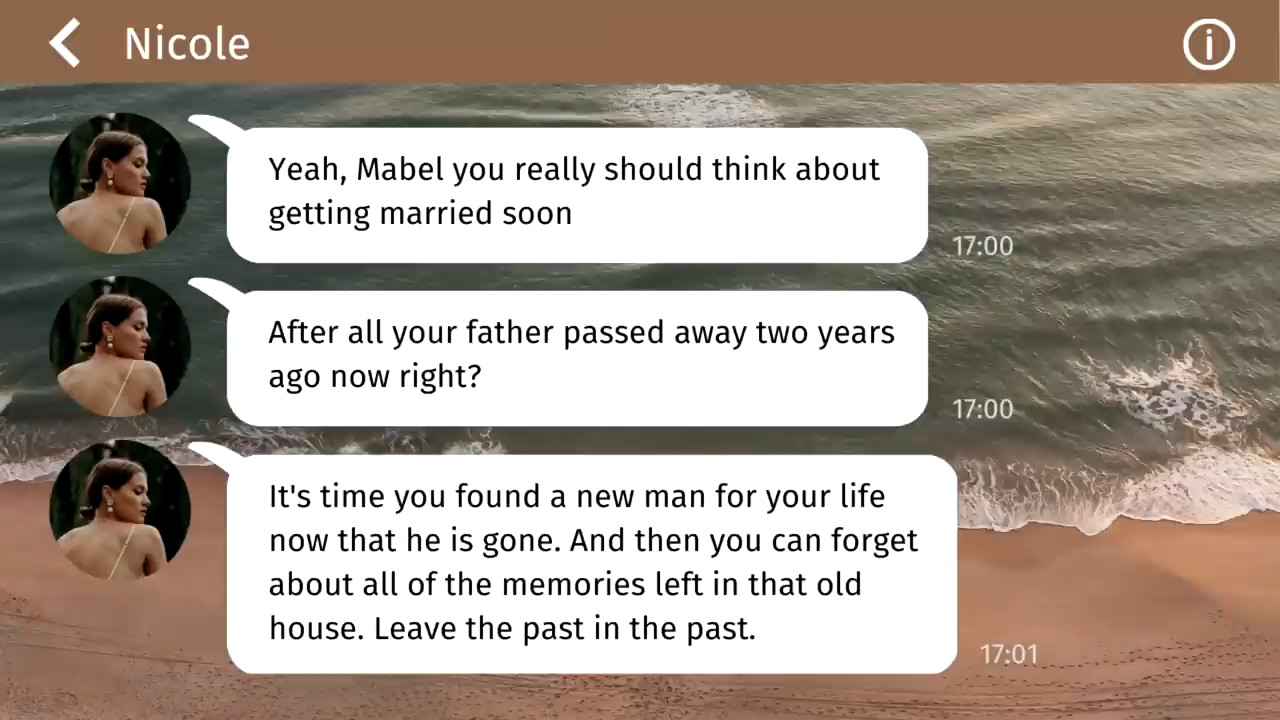 Nicole
Yeah, Mabel you really should think about
getting married soon
17:00
After all your father passed away two years
ago now right?
17:00
It's time you found a new man for your life
now that he is gone. And then you can forget
about all of the memories left in that old
house. Leave the past in the past.
17:01